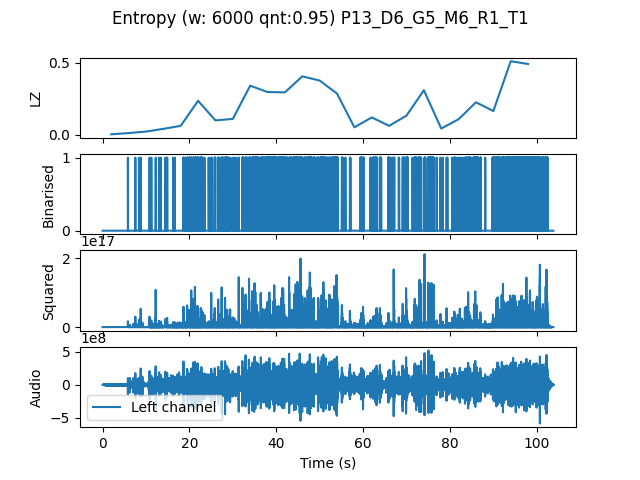 Entropy (w: 6000 qnt:0.95) P13_D6_G5_M6_R1_T1
0.5
LZ
0.0
1
Binarised
0
1e17
2
Squared
0
1e8
5
Audio
0
Left channel
−5
0 20 40 60 80 100
Time (s)